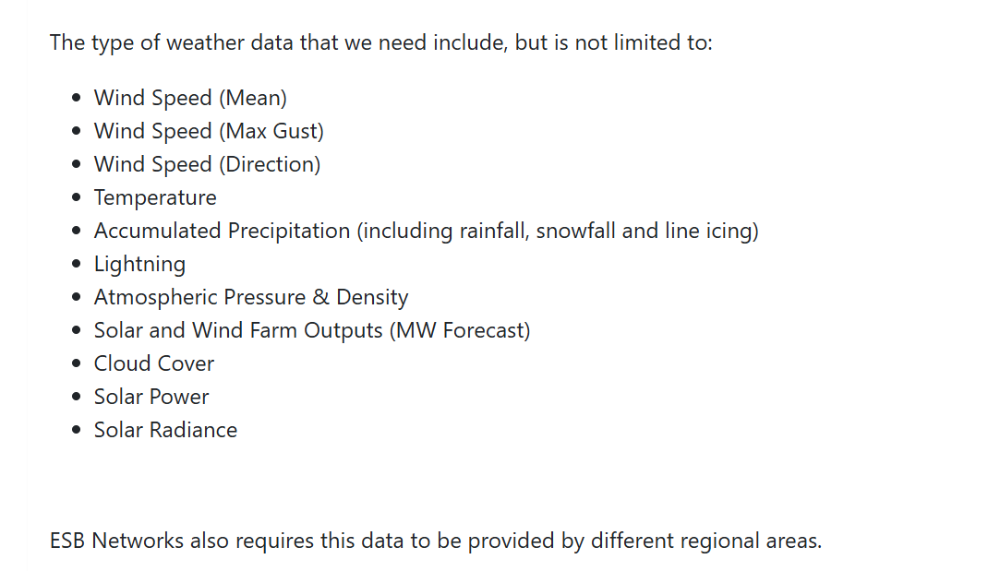 The type of weather data that we need include, but is not limited to:
• Wind Speed (Mean)
• Wind Speed (Max Gust)
• Wind Speed (Direction)
• Temperature
• Accumulated Precipitation (including rainfall, snowfall and line icing)
• Lightning
• Atmospheric Pressure & Density
• Solar and Wind Farm Outputs (MW Forecast)
• Cloud Cover
• Solar Power
• Solar Radiance
ESB Networks also requires this data to be provided by different regional areas.